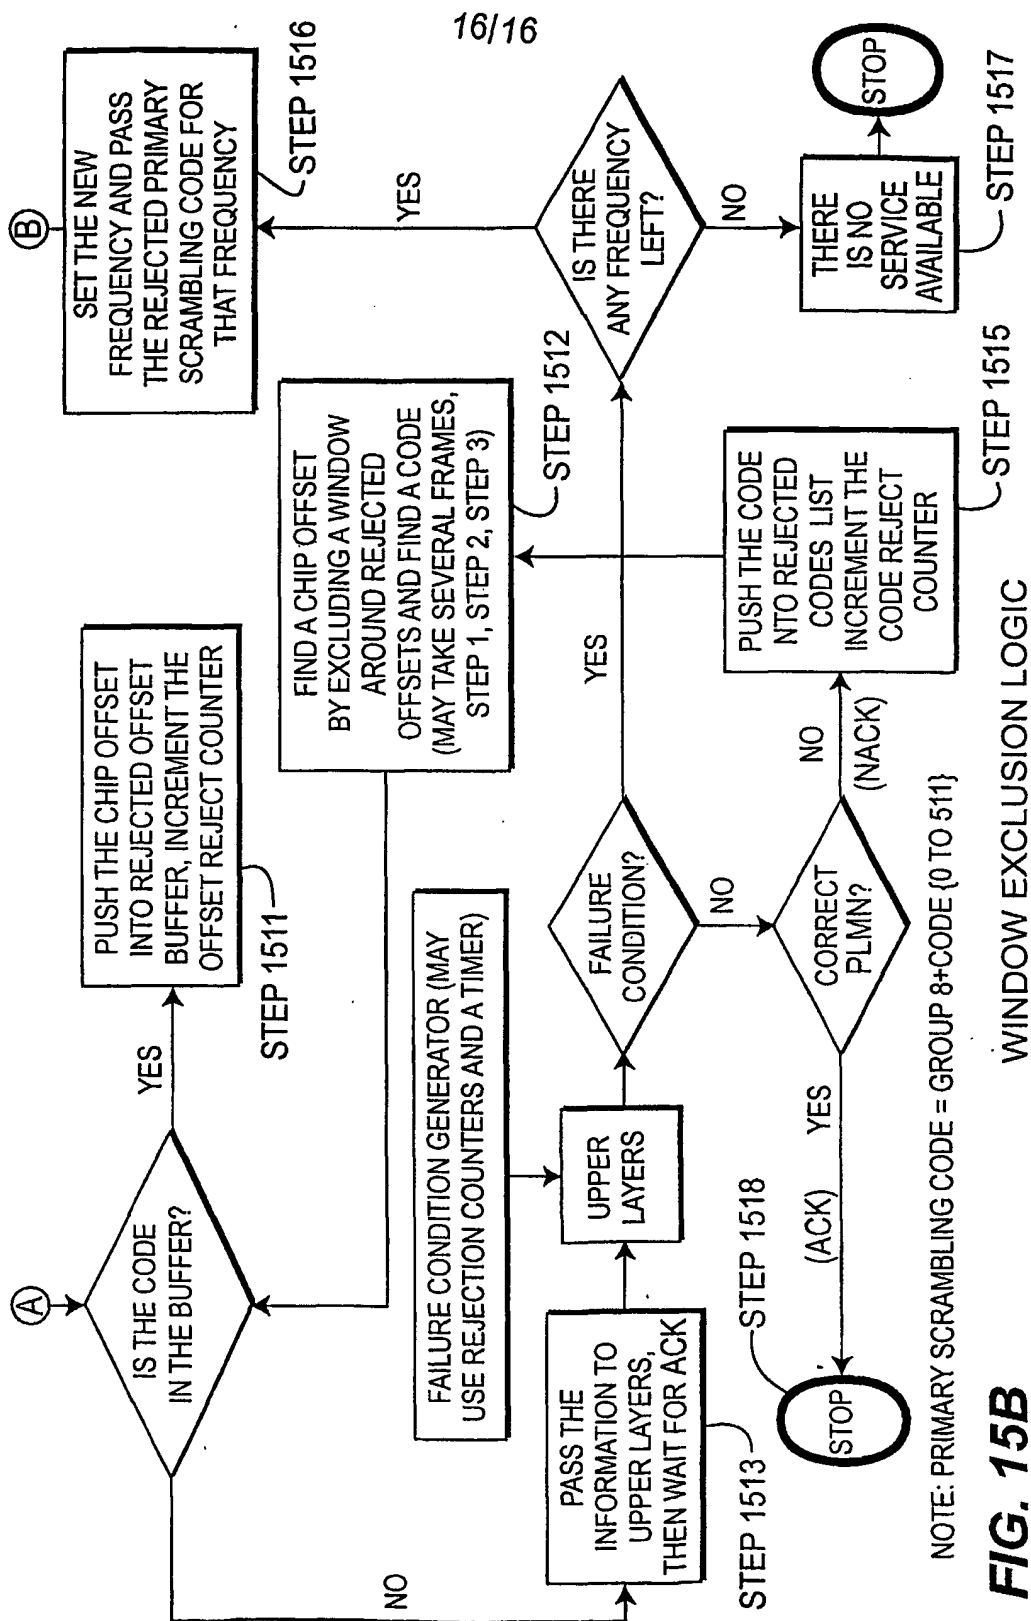 16/16
A
IS THE CODE
IN THE BUFFER?
YES
NO
PUSH THE CHIP OFFSET
INTO REJECTED OFFSET
BUFFER, INCREMENT THE
OFFSET REJECT COUNTER
STEP 1511
B
SET THE NEW
FREQUENCY AND PASS
THE REJECTED PRIMARY
SCRAMBLING CODE FOR
THAT FREQUENCY
STEP 1516
FIND A CHIP OFFSET
BY EXCLUDING A WINDOW
AROUND REJECTED
OFFSETS AND FIND A CODE
(MAY TAKE SEVERAL FRAMES,
STEP 1, STEP 2, STEP 3)
STEP 1512
FAILURE CONDITION GENERATOR (MAY
USE REJECTION COUNTERS AND A TIMER)
PASS THE
INFORMATION TO
UPPER LAYERS,
THEN WAIT FOR ACK
STEP 1513
UPPER
LAYERS
FAILURE
CONDITION?
YES
NO
IS THERE
ANY FREQUENCY
LEFT?
YES
NO
THERE
IS NO
SERVICE
AVAILABLE
STEP 1517
STOP
CORRECT
PLMN?
NO
(NACK)
PUSH THE CODE
NTO REJECTED
CODES LIST
INCREMENT THE
CODE REJECT
COUNTER
STEP 1515
YES
(ACK)
STOP
STEP 1518
NOTE: PRIMARY SCRAMBLING CODE = GROUP 8+CODE {0 TO 511}
WINDOW EXCLUSION LOGIC
FIG. 15B